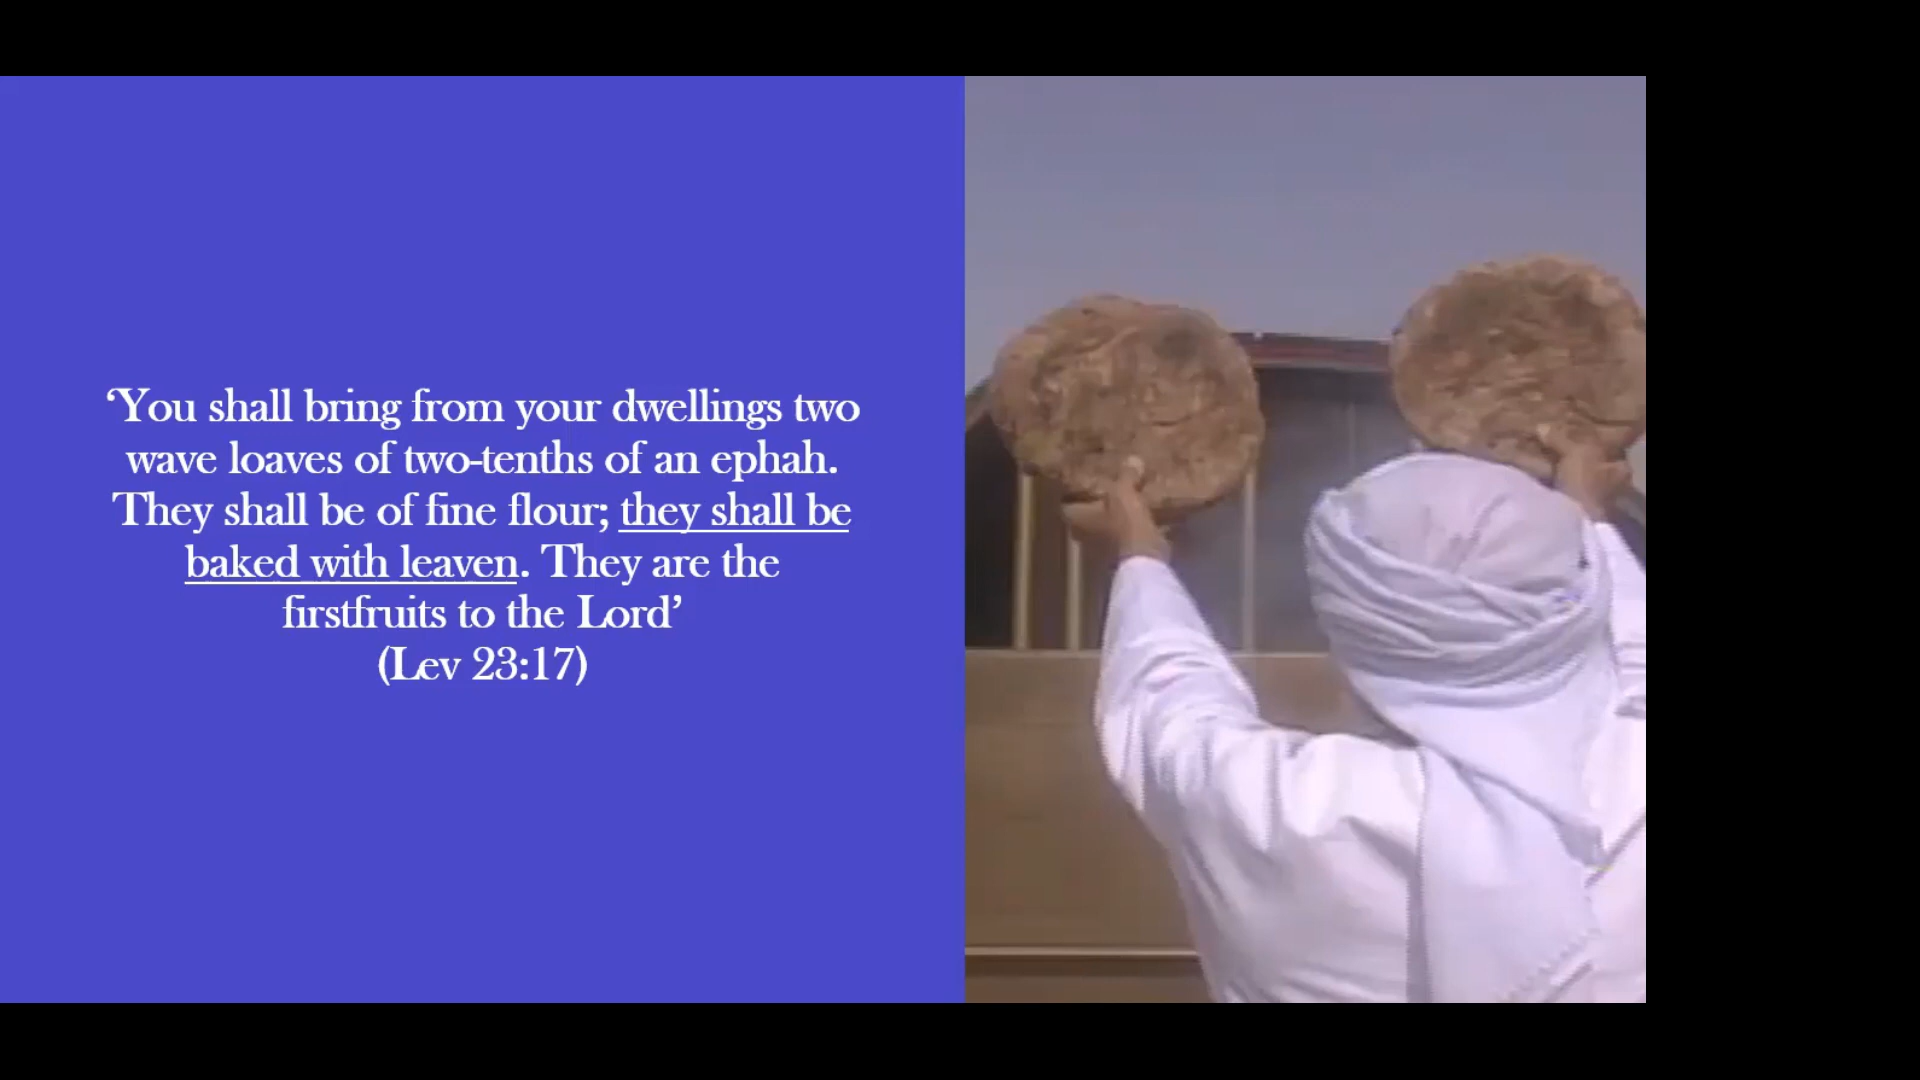 ‘You shall bring from your dwellings two
wave loaves of two-tenths of an ephah.
They shall be of fine flour; they shall be
baked with leaven. They are the
firstfruits to the Lord’
(Lev 23:17)